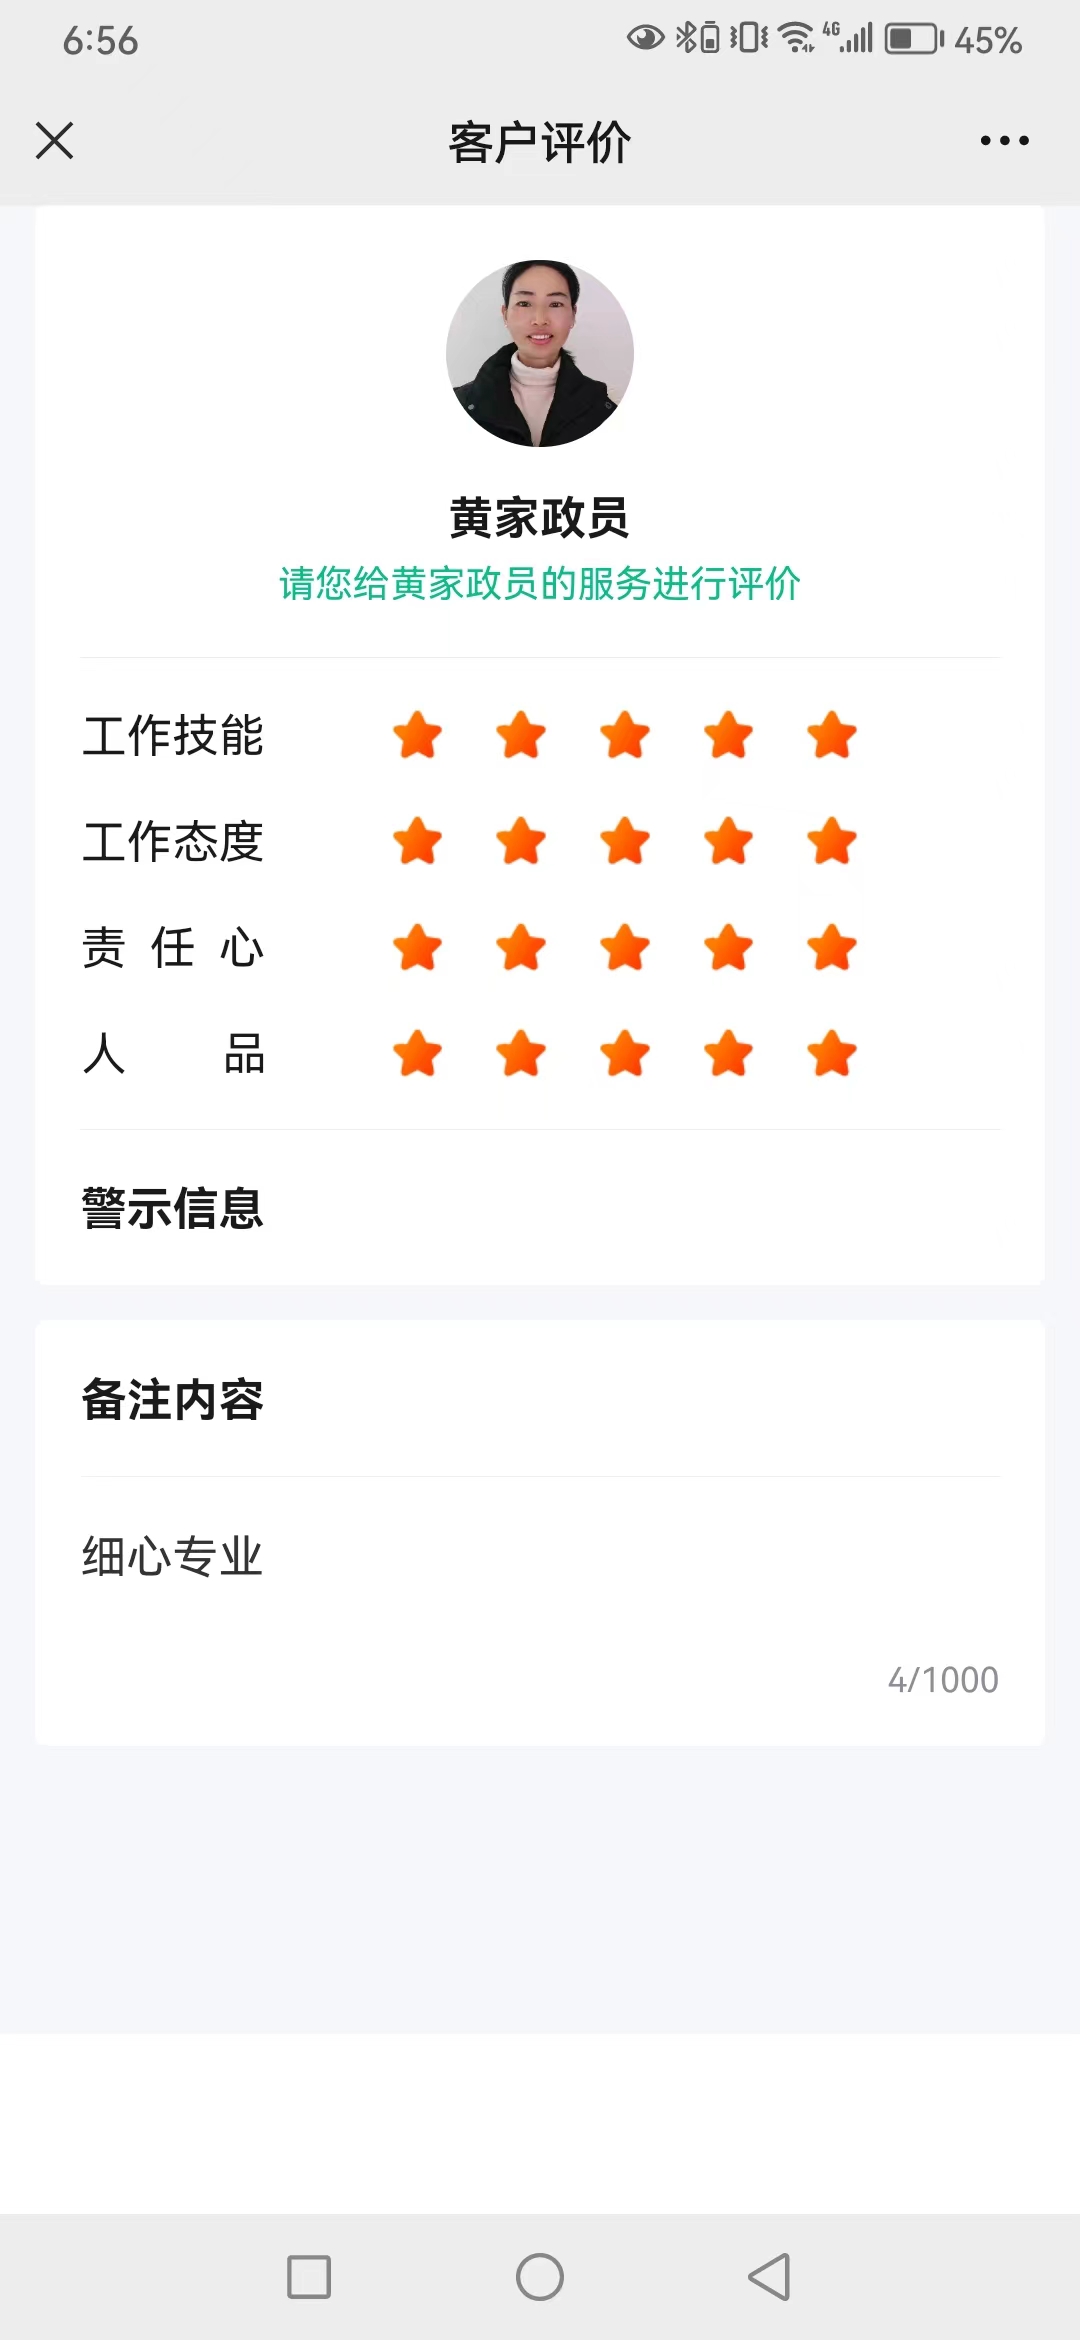 6:56
4G
45%
客户评价
黄家政员
请您给黄家政员的服务进行评价
工作技能
工作态度
责任心
人品
警示信息
备注内容
细心专业
4/1000